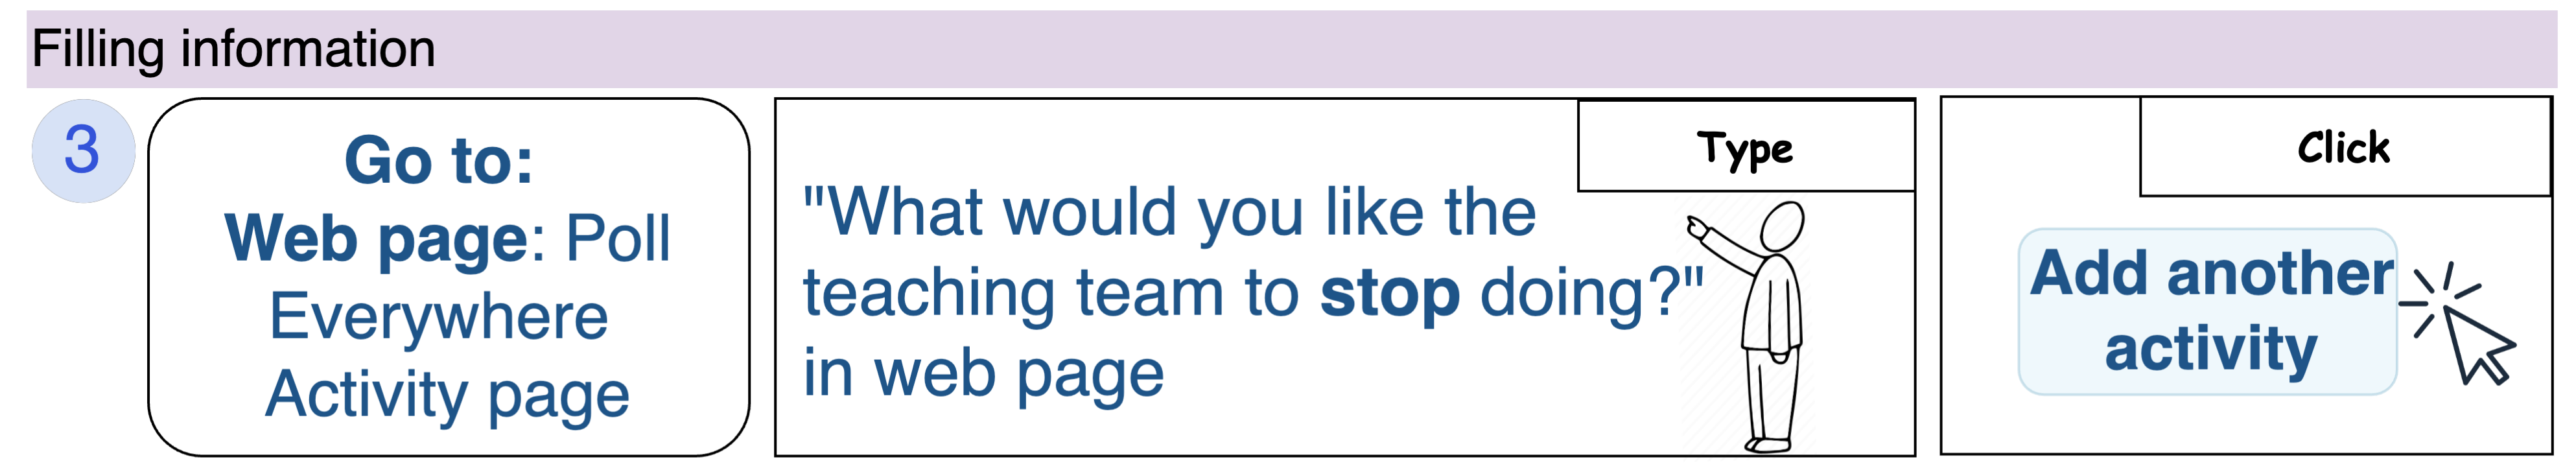 Filling information
3
Go to:
Web page: Poll
Everywhere
Activity page
Type
"What would you like the
teaching team to stop doing?"
in web page
Click
Add another
activity